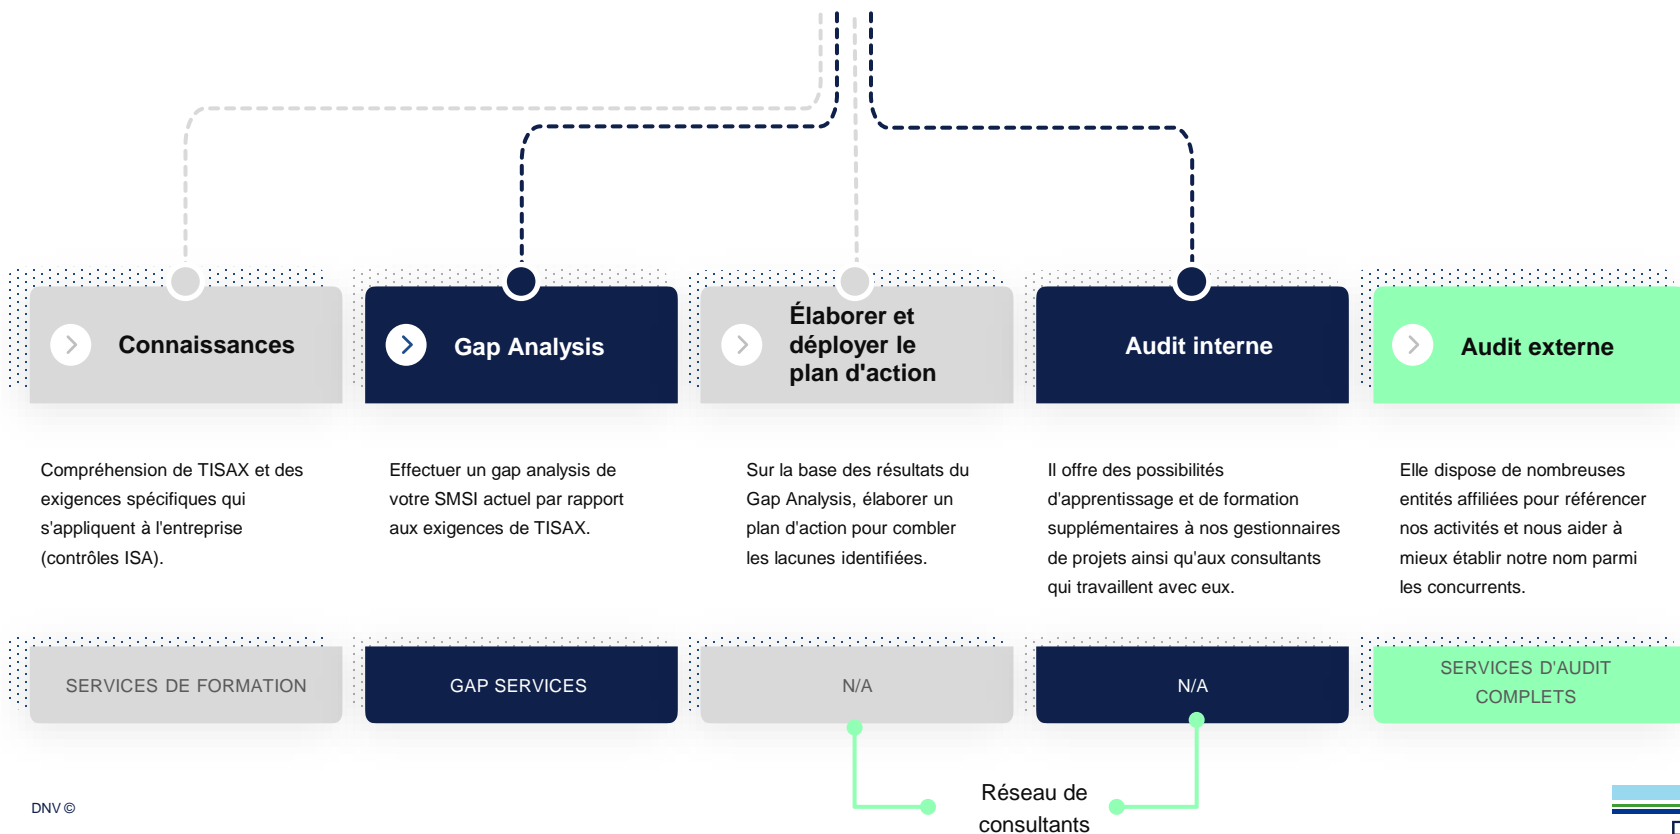 Connaissances
Gap Analysis
Élaborer et
déployer le
plan d'action
Audit interne
Audit externe
Compréhension de TISAX et des
exigences spécifiques qui
s'appliquent à l'entreprise
(contrôles ISA).
Effectuer un gap analysis de
votre SMSI actuel par rapport
aux exigences de TISAX.
Sur la base des résultats du
Gap Analysis, élaborer un
plan d'action pour combler
les lacunes identifiées.
Il offre des possibilités
d'apprentissage et de formation
supplémentaires à nos gestionnaires
de projets ainsi qu'aux consultants
qui travaillent avec eux.
Elle dispose de nombreuses
entités affiliées pour référencer
nos activités et nous aider à
mieux établir notre nom parmi
les concurrents.
SERVICES DE FORMATION
GAP SERVICES
N/A
N/A
SERVICES D'AUDIT
COMPLETS
Réseau de
consultants
DNV ©